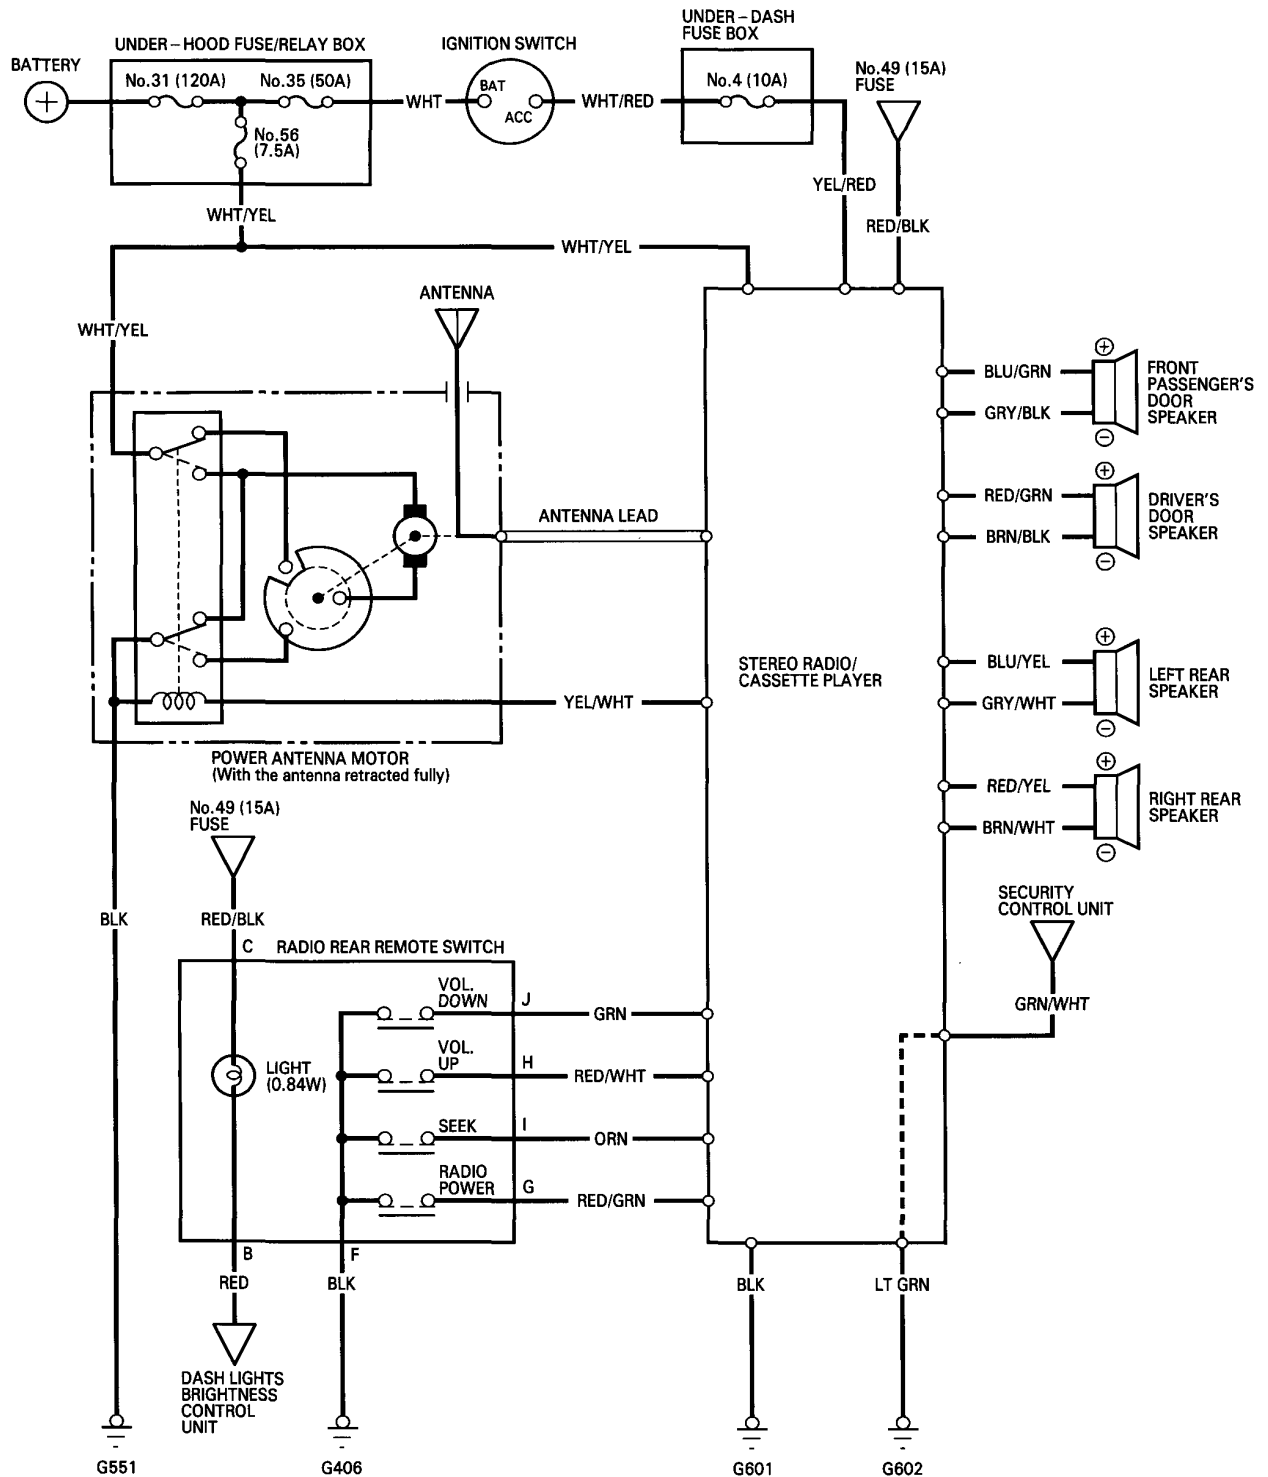 UNDER-DASH
FUSE BOX
UNDER-HOOD FUSE/RELAY BOX
IGNITION SWITCH
BATTERY
No.31 (120A)
No.35 (50A)
BAT
ACC
No.4 (10A)
No.49 (15A)
FUSE
WHT
WHT/RED
No.56
(7.5A)
YEL/RED
WHT/YEL
RED/BLK
WHT/YEL
ANTENNA
WHT/YEL
BLU/GRN
GRY/BLK
FRONT
PASSENGER'S
DOOR
SPEAKER
RED/GRN
BRN/BLK
DRIVER'S
DOOR
SPEAKER
ANTENNA LEAD
STEREO RADIO/
CASSETTE PLAYER
BLU/YEL
GRY/WHT
LEFT REAR
SPEAKER
YEL/WHT
POWER ANTENNA MOTOR
(With the antenna retracted fully)
RED/YEL
BRN/WHT
RIGHT REAR
SPEAKER
No.49 (15A)
FUSE
BLK
RED/BLK
SECURITY
CONTROL UNIT
C
RADIO REAR REMOTE SWITCH
GRN/WHT
VOL.
DOWN
J
GRN
LIGHT
(0.84W)
VOL.
UP
H
RED/WHT
SEEK
I
ORN
RADIO
POWER
G
RED/GRN
B
F
RED
BLK
BLK
LT GRN
DASH LIGHTS
BRIGHTNESS
CONTROL
UNIT
G551
G406
G601
G602